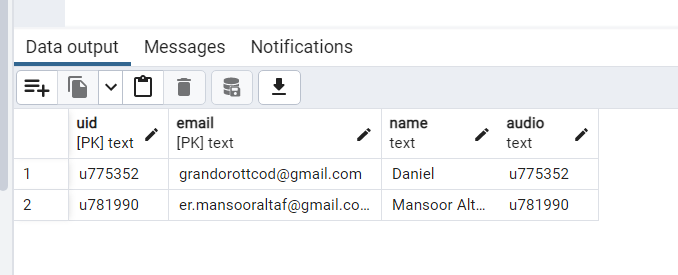 Data output Messages Notifications
uid email name audio
[PK] text [PK] text text text
1 u775352 grandorottcod@gmail.com Daniel u775352
2 u781990 er.mansooraltaf@gmail.co... Mansoor Alt... u781990